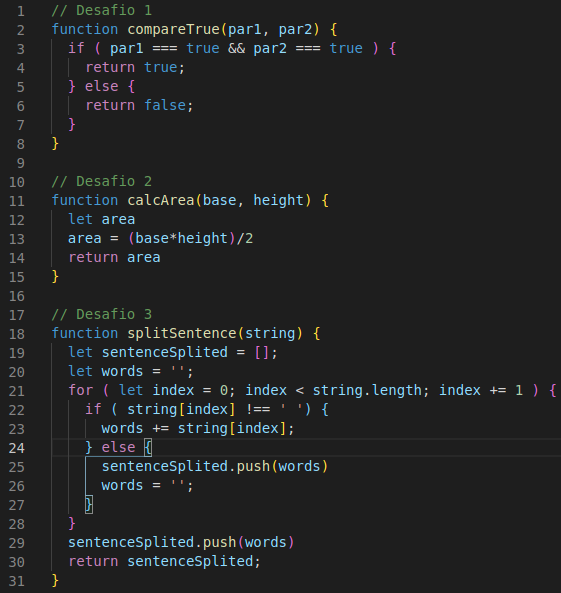 1 // Desafio 1
2 function compareTrue(par1, par2) {
3   if ( par1 === true && par2 === true ) {
4     return true;
5   } else {
6     return false;
7   }
8 }
9
10 // Desafio 2
11 function calcArea(base, height) {
12   let area
13   area = (base*height)/2
14   return area
15 }
16
17 // Desafio 3
18 function splitSentence(string) {
19   let sentenceSplited = [];
20   let words = '';
21   for ( let index = 0; index < string.length; index += 1 ) {
22     if ( string[index] !== ' ') {
23       words += string[index];
24     } else {
25       sentenceSplited.push(words)
26       words = '';
27     }
28   }
29   sentenceSplited.push(words)
30   return sentenceSplited;
31 }